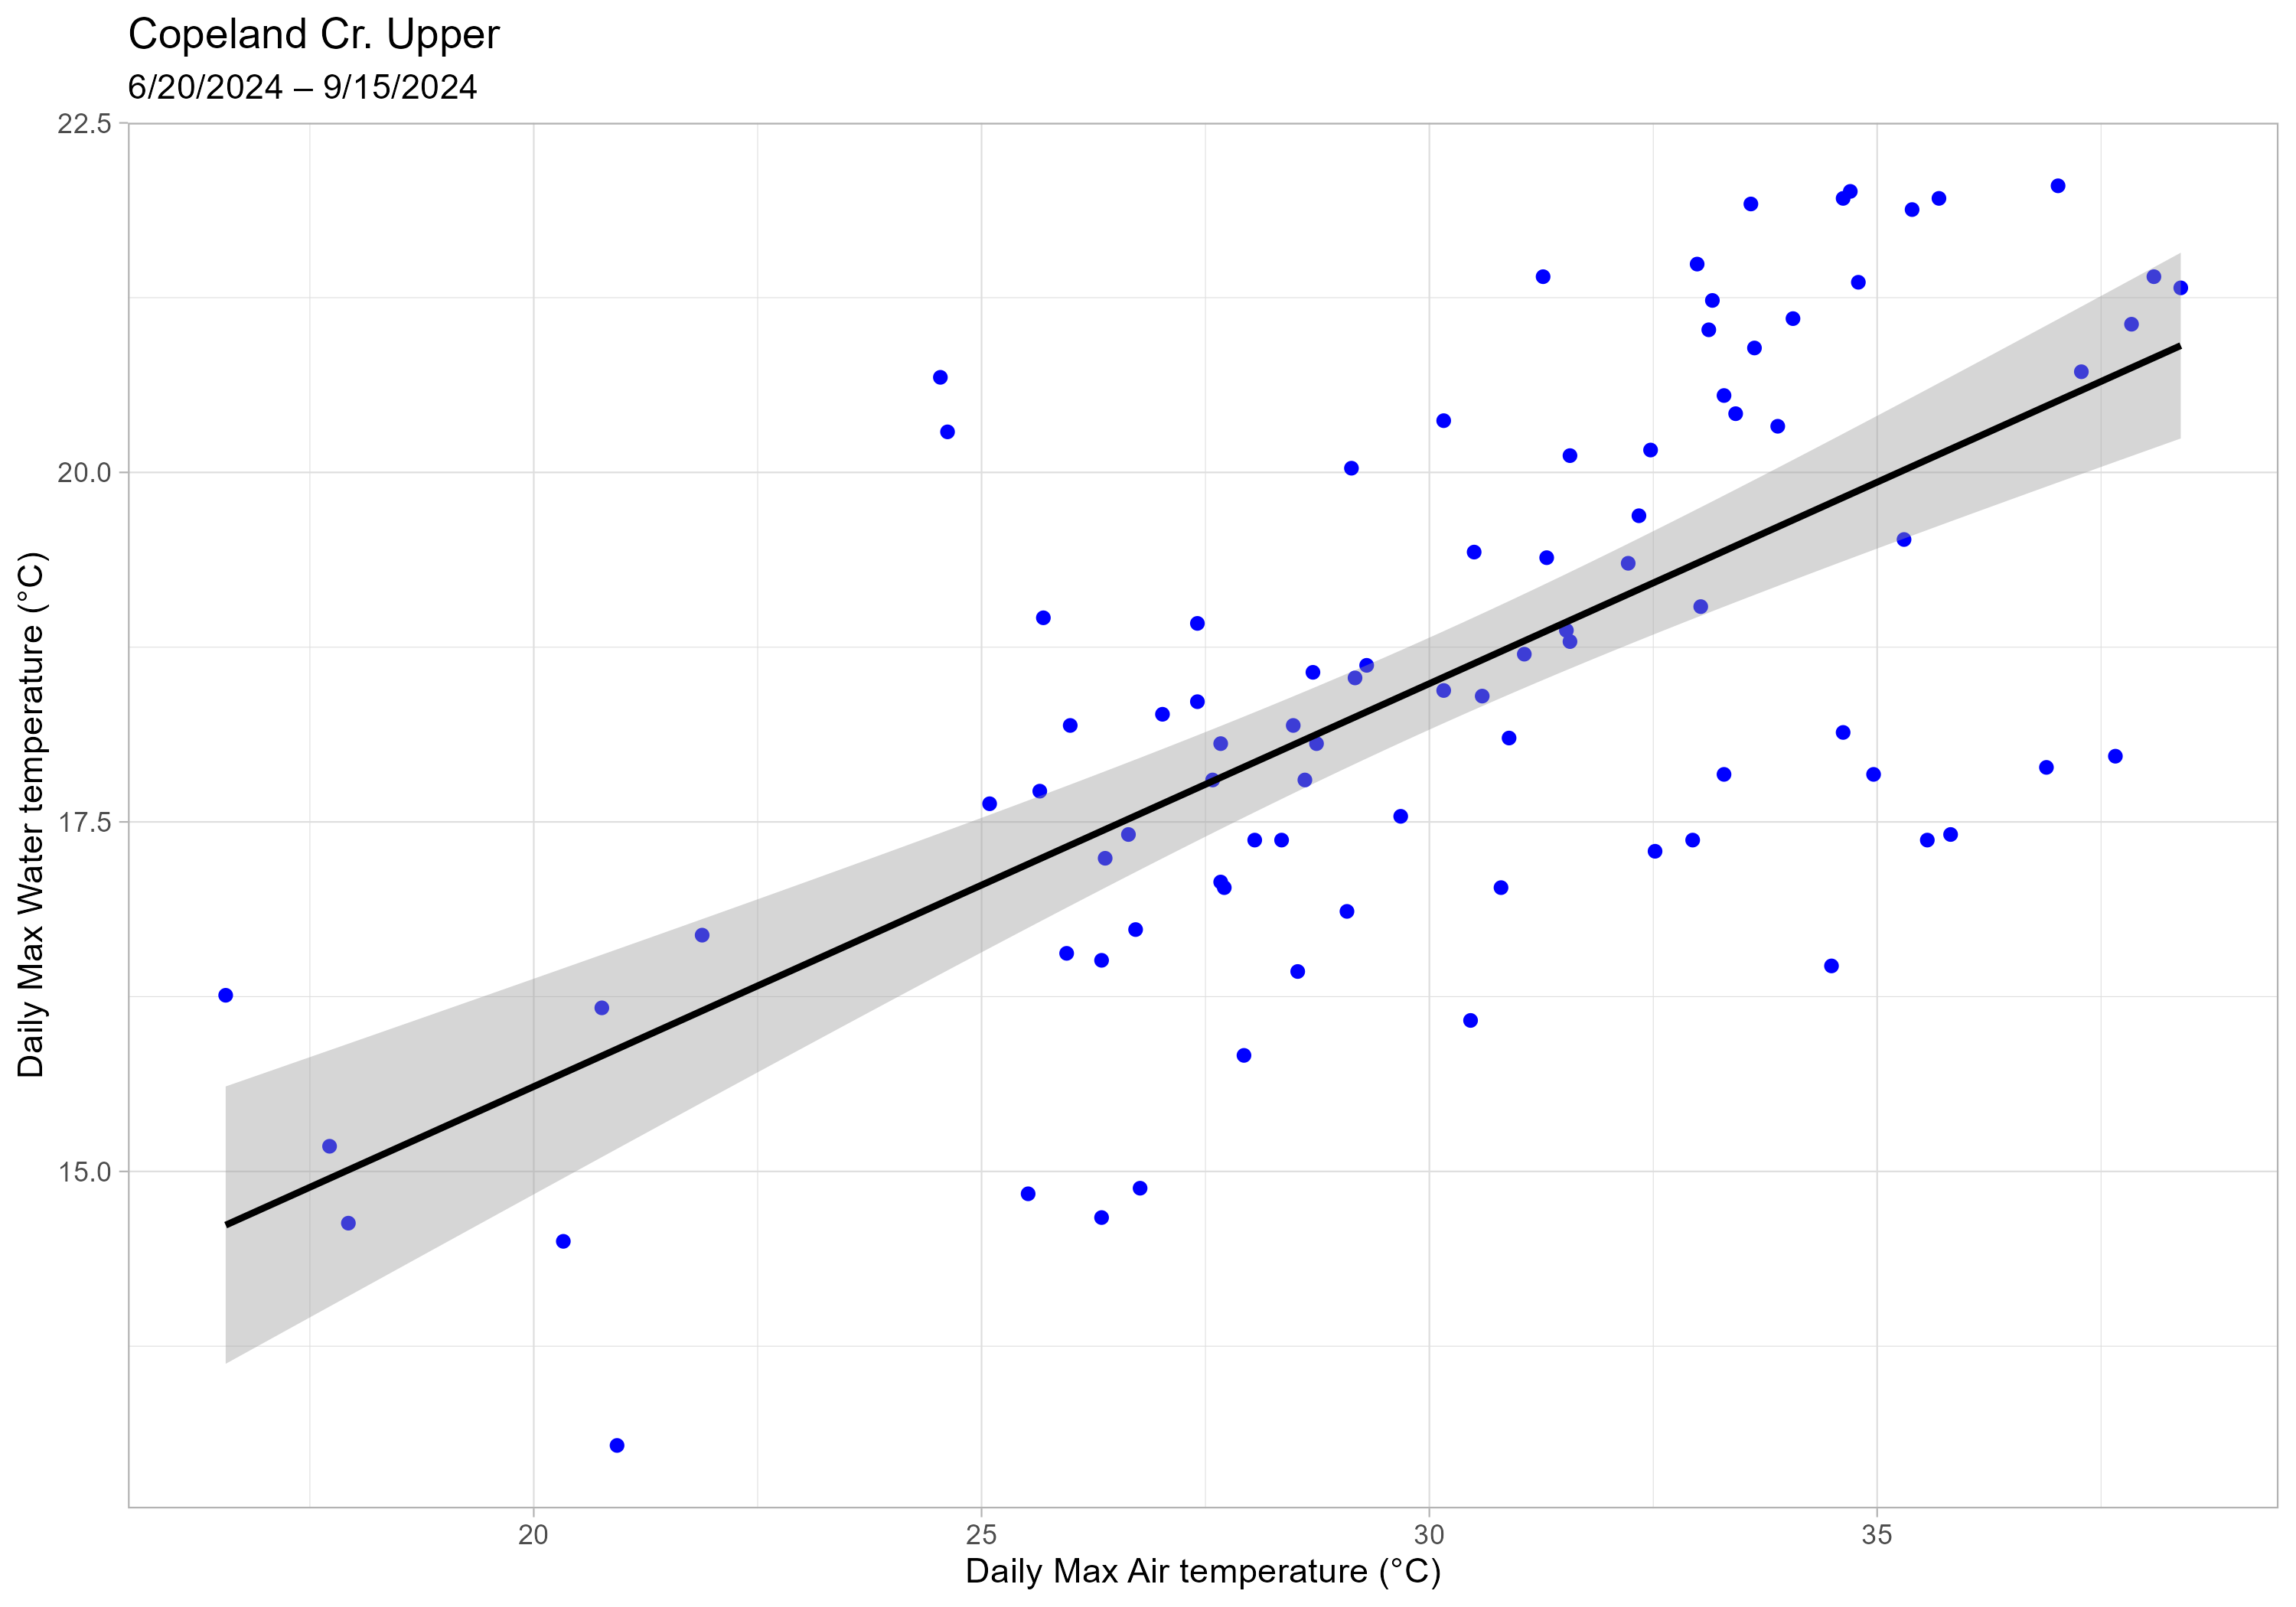 Copeland Cr. Upper
6/20/2024 – 9/15/2024
22.5
20.0
17.5
15.0
Daily Max Water temperature (°C)
20
25
30
35
Daily Max Air temperature (°C)